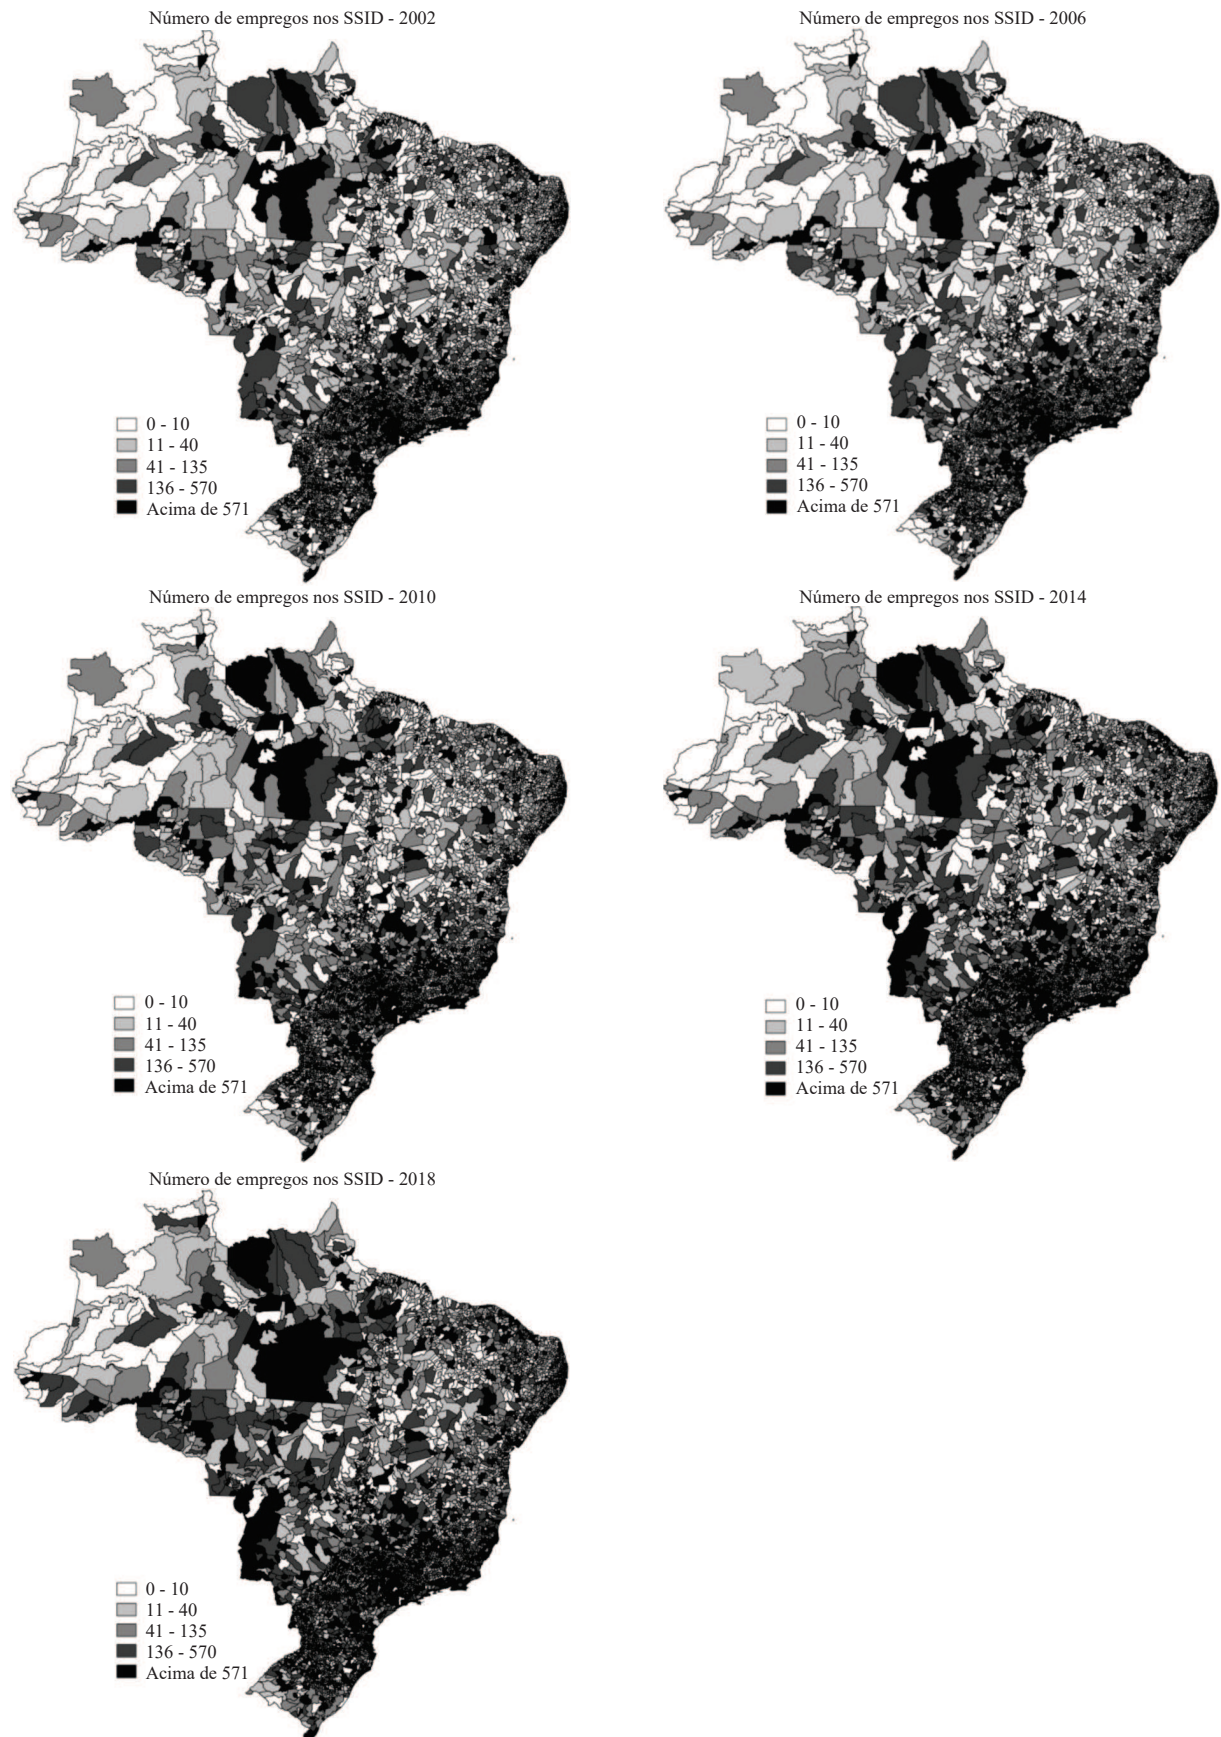 Número de empregos nos SSID - 2002
0 - 10
11 - 40
41 - 135
136 - 570
Acima de 571
Número de empregos nos SSID - 2006
0 - 10
11 - 40
41 - 135
136 - 570
Acima de 571
Número de empregos nos SSID - 2010
0 - 10
11 - 40
41 - 135
136 - 570
Acima de 571
Número de empregos nos SSID - 2014
0 - 10
11 - 40
41 - 135
136 - 570
Acima de 571
Número de empregos nos SSID - 2018
0 - 10
11 - 40
41 - 135
136 - 570
Acima de 571